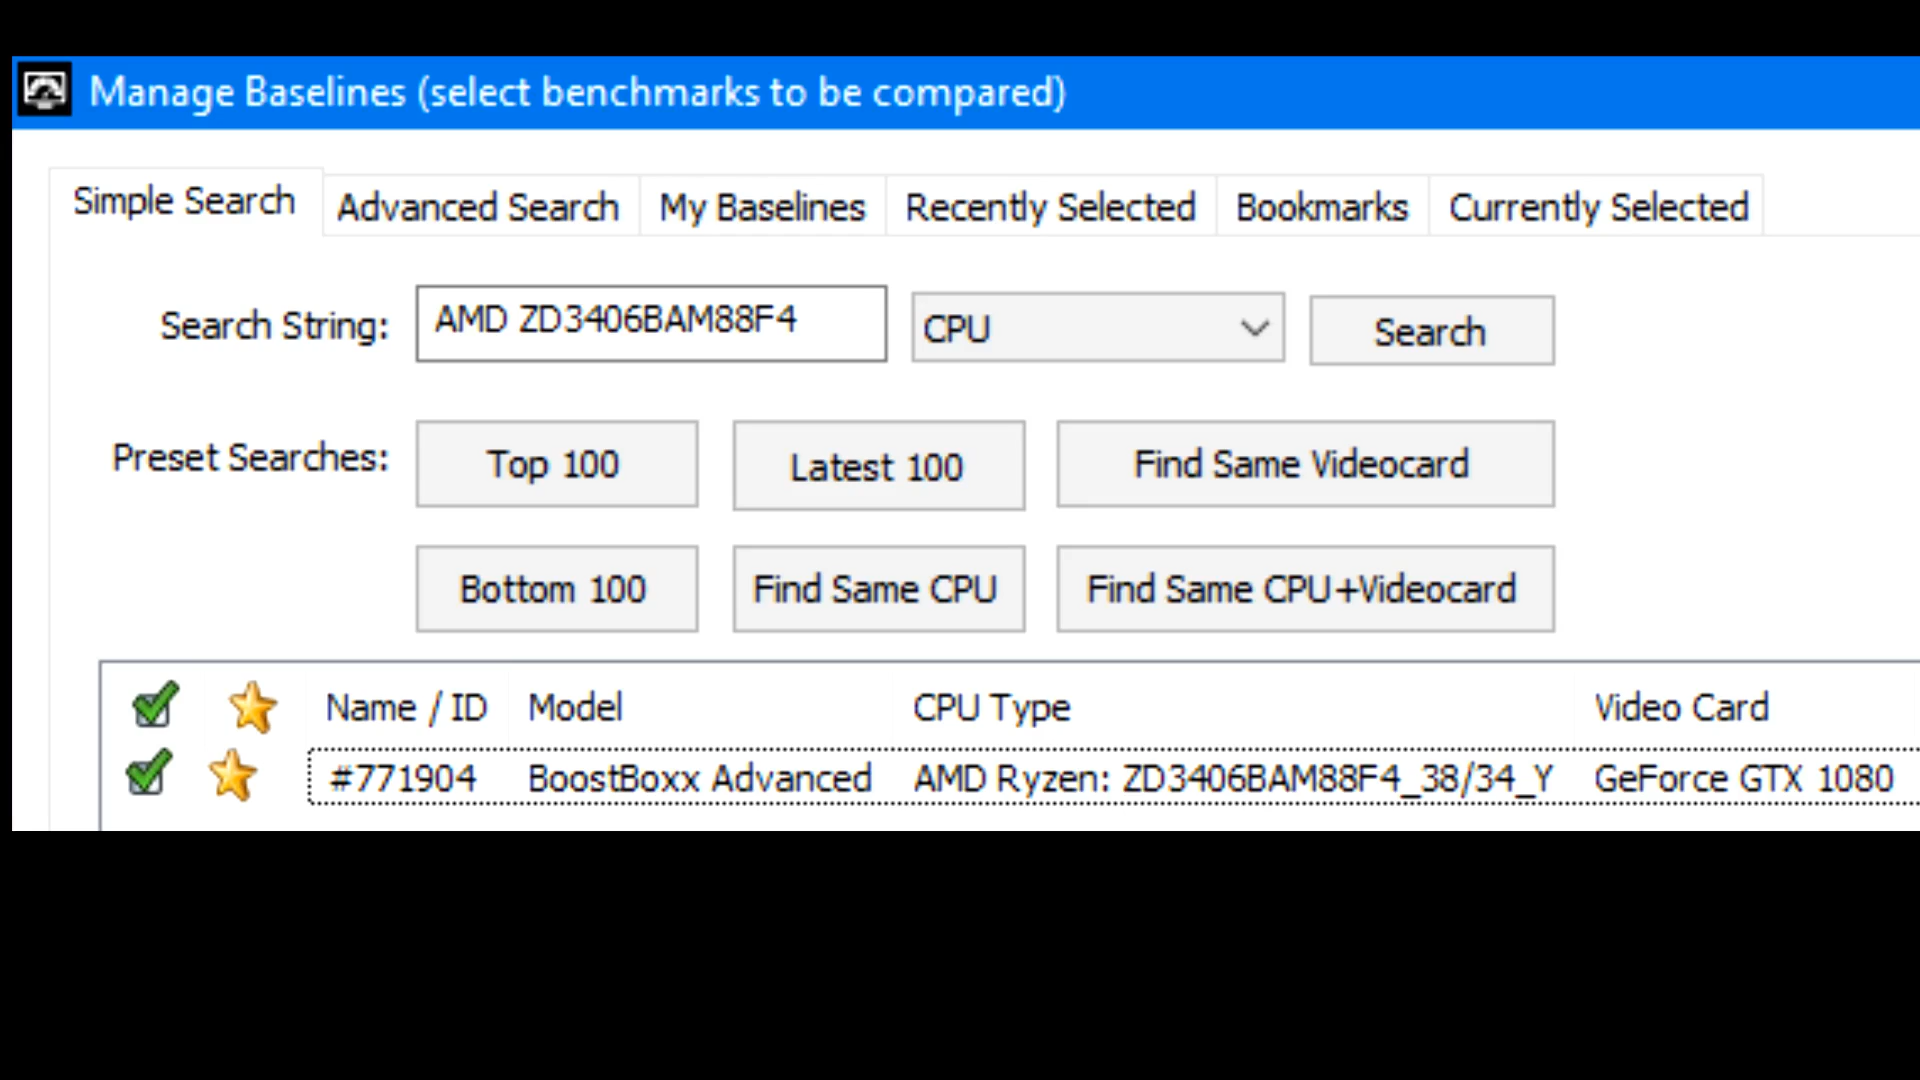 Manage Baselines (select benchmarks to be compared)
Simple Search Advanced Search My Baselines Recently Selected Bookmarks Currently Selected
Search String: AMD ZD3406BAM88F4 CPU Search
Preset Searches: Top 100 Latest 100 Find Same Videocard
Bottom 100 Find Same CPU Find Same CPU+Videocard
Name / ID Model CPU Type Video Card
#771904 BoostBoxx Advanced AMD Ryzen: ZD3406BAM88F4_38/34_Y GeForce GTX 1080